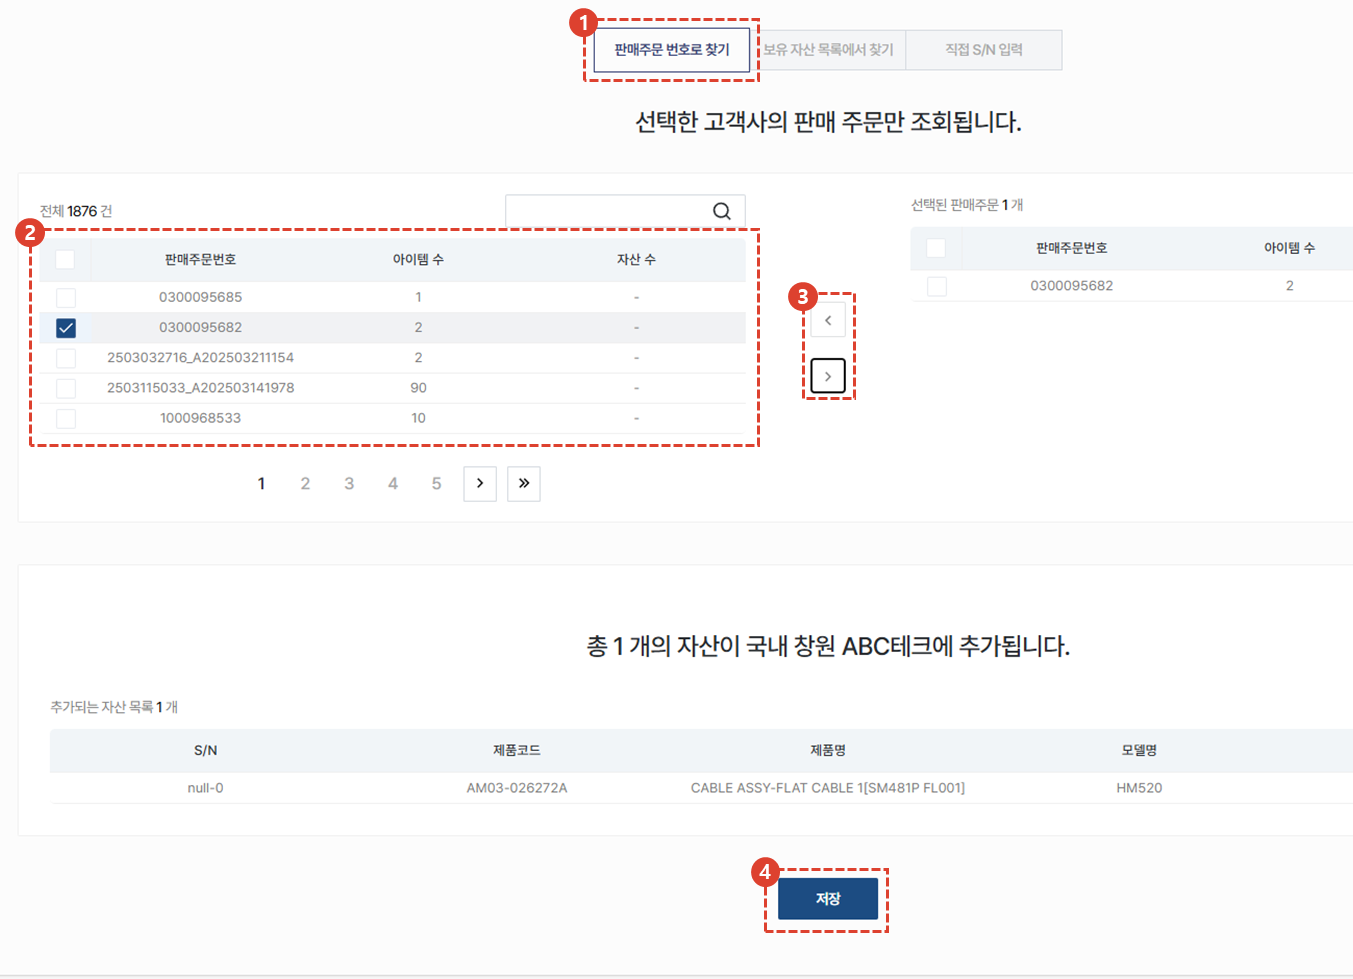 1
판매주문 번호로 찾기 보유 자산 목록에서 찾기 직접 S/N 입력
선택한 고객사의 판매 주문만 조회됩니다.
전체 1876 건
선택된 판매주문 1 개
2
판매주문번호 아이템 수 자산 수
0300095685 1 -
0300095682 2 -
2503032716_A202503211154 2 -
2503115033_A202503141978 90 -
1000968533 10 -
1 2 3 4 5 > »
3
<
>
판매주문번호 아이템 수
0300095682 2
총 1 개의 자산이 국내 창원 ABC테크에 추가됩니다.
추가되는 자산 목록 1 개
S/N 제품코드 제품명 모델명
null-0 AM03-026272A CABLE ASSY-FLAT CABLE 1[SM481P FL001] HM520
4
저장